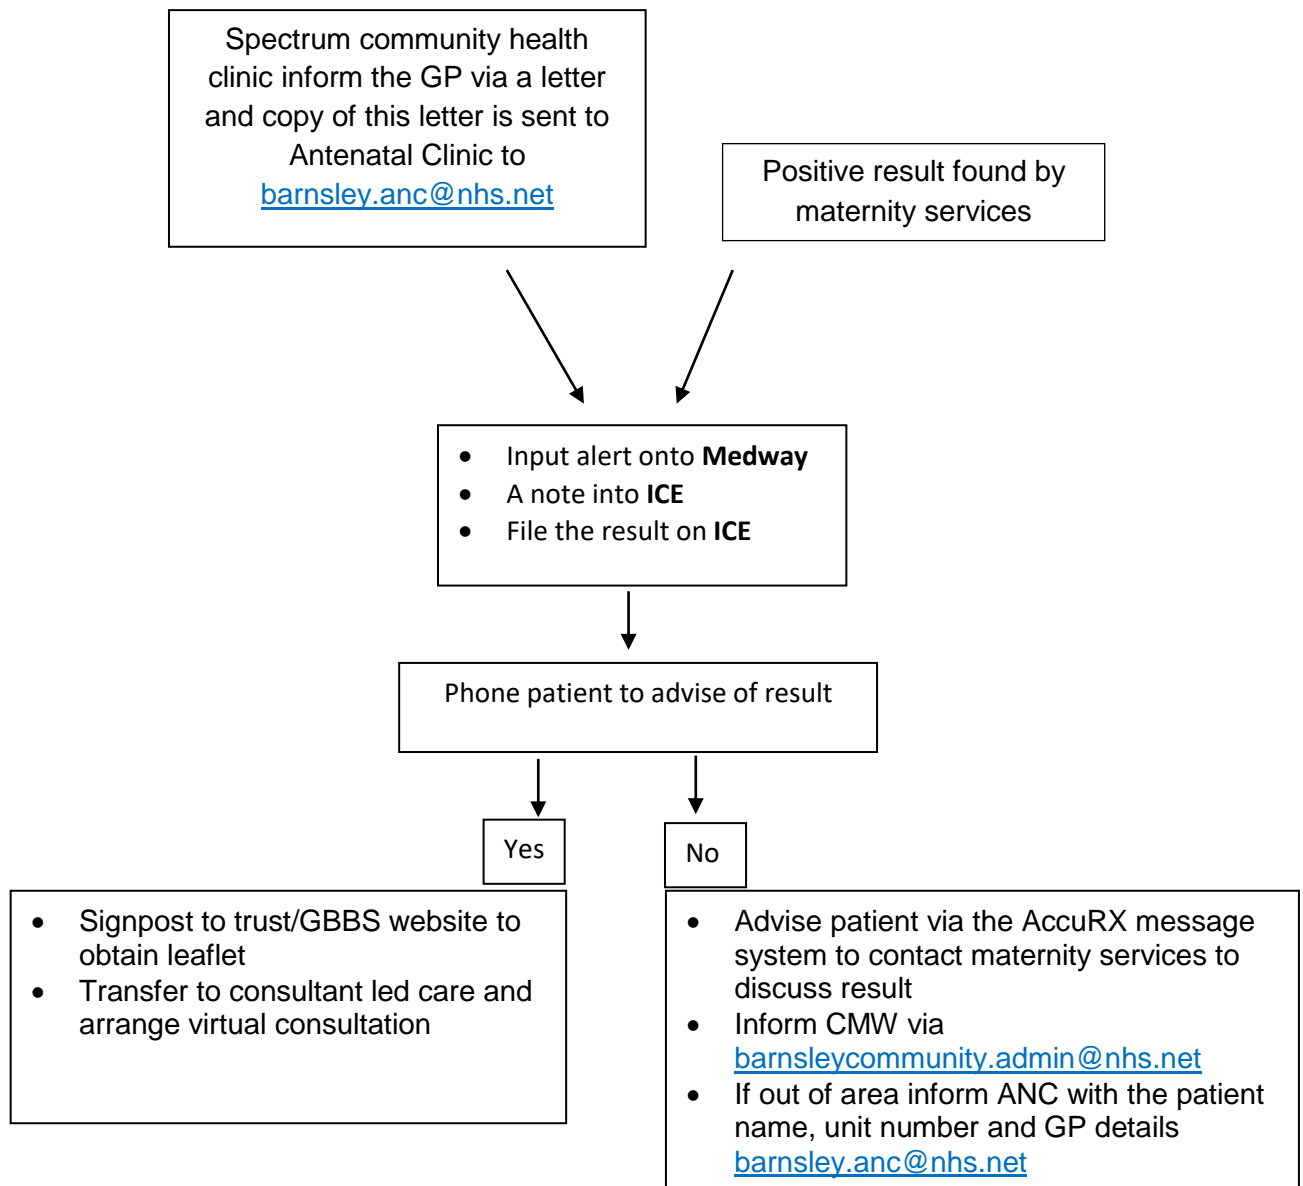 Spectrum community health
clinic inform the GP via a letter
and copy of this letter is sent to
Antenatal Clinic to
barnsley.anc@nhs.net
Positive result found by
maternity services
• Input alert onto Medway
• A note into ICE
• File the result on ICE
Phone patient to advise of result
Yes
No
• Signpost to trust/GBBS website to
obtain leaflet
• Transfer to consultant led care and
arrange virtual consultation
• Advise patient via the AccuRX message
system to contact maternity services to
discuss result
• Inform CMW via
barnsleycommunity.admin@nhs.net
• If out of area inform ANC with the patient
name, unit number and GP details
barnsley.anc@nhs.net